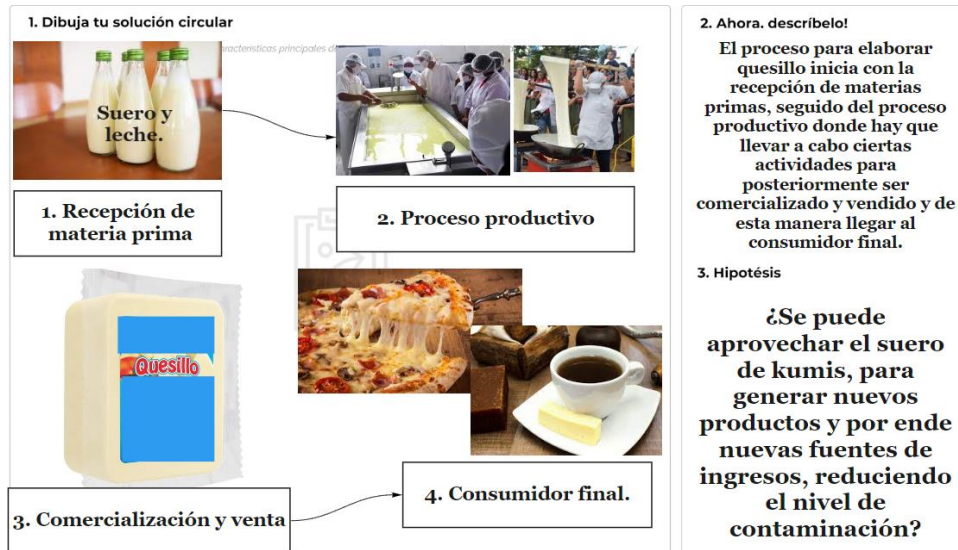 1. Dibuja tu solución circular
características principales de
Suero y
leche.
1. Recepción de
materia prima
2. Proceso productivo
Quesillo
3. Comercialización y venta
4. Consumidor final.
2. Ahora. descríbelo!
El proceso para elaborar
quesillo inicia con la
recepción de materias
primas, seguido del proceso
productivo donde hay que
llevar a cabo ciertas
actividades para
posteriormente ser
comercializado y vendido y de
esta manera llegar al
consumidor final.
3. Hipotésis
¿Se puede
aprovechar el suero
de kumis, para
generar nuevos
productos y por ende
nuevas fuentes de
ingresos, reduciendo
el nivel de
contaminación?